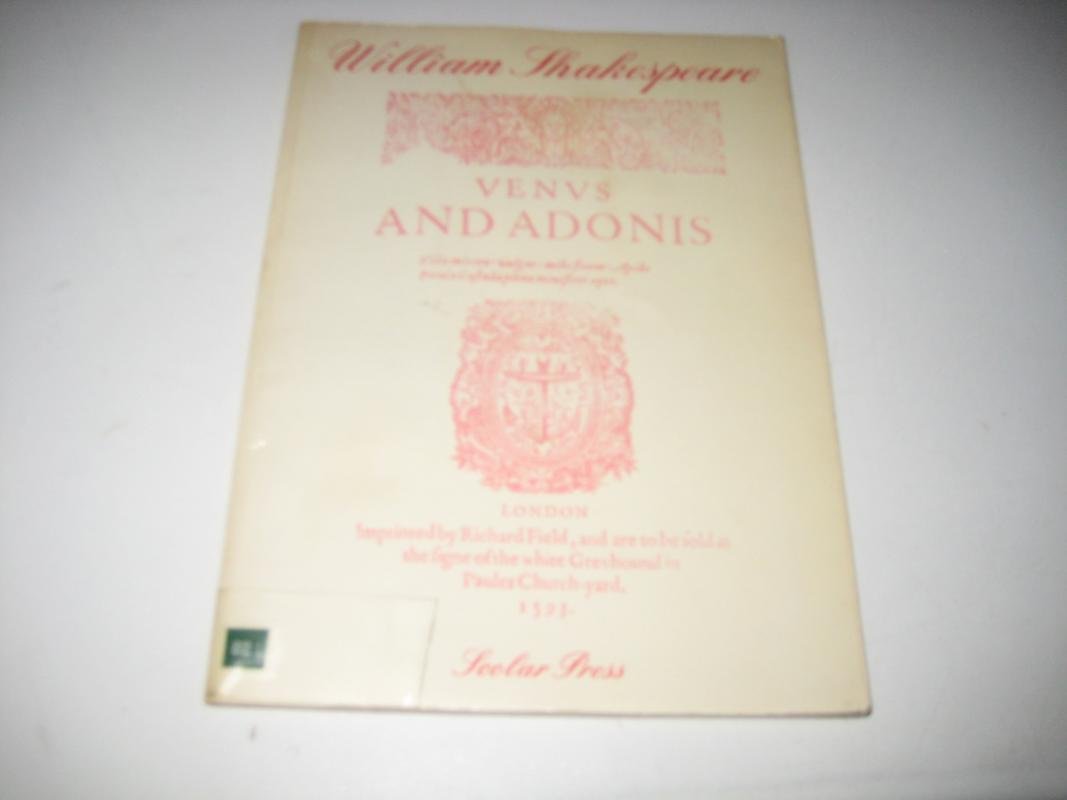 William Shakespeare
VENVS
AND ADONIS
LONDON
Imprinted by Richard Field, and are to be sold at
the signe of the white Greyhound in
Paules Church-yard.
1593.
Scolar Press